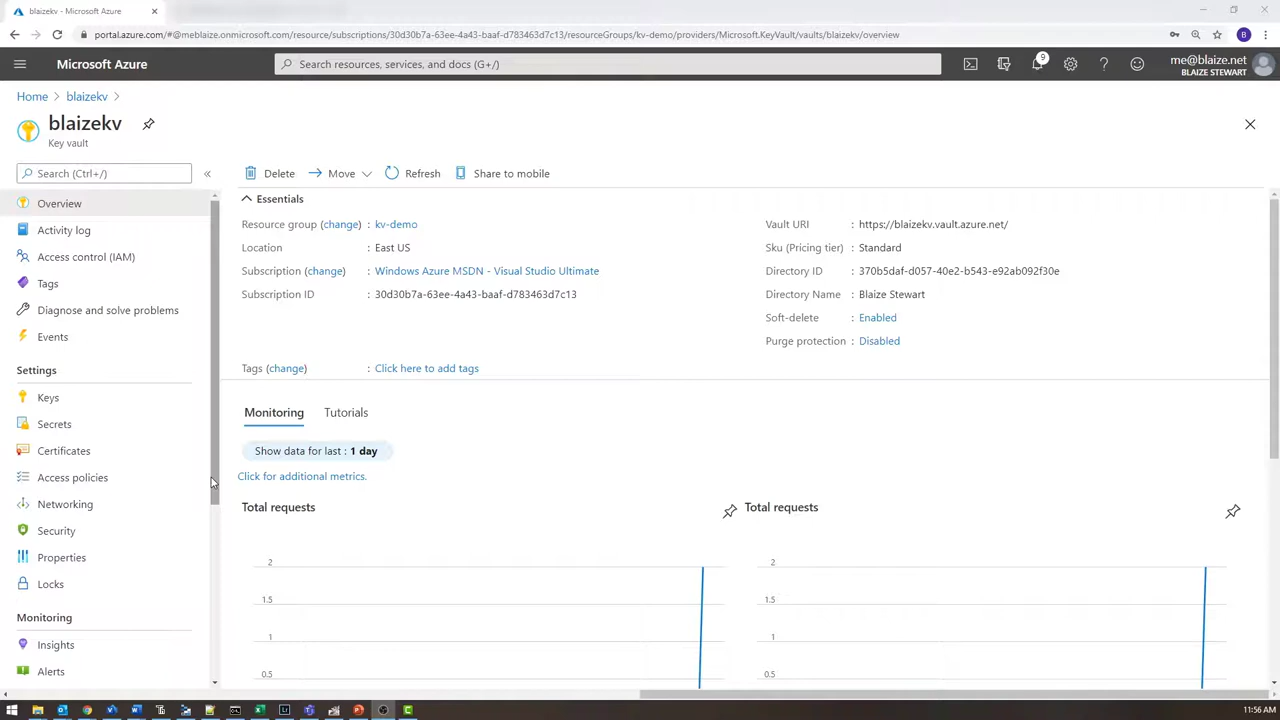 blaizekv - Microsoft Azure
portal.azure.com/#@meblaize.onmicrosoft.com/resource/subscriptions/30d30b7a-63ee-4a43-baaf-d783463d7c13/resourceGroups/kv-demo/providers/Microsoft.KeyVault/vaults/blaizekv/overview
B
Microsoft Azure
Search resources, services, and docs (G+/)
9
me@blaize.net
BLAIZE STEWART
Home > blaizekv >
blaizekv
Key vault
Search (Ctrl+/)
«
Delete
Move
Refresh
Share to mobile
Overview
Activity log
Access control (IAM)
Tags
Diagnose and solve problems
Events
Settings
Keys
Secrets
Certificates
Access policies
Networking
Security
Properties
Locks
Monitoring
Insights
Alerts
Essentials
Resource group (change) : kv-demo
Location : East US
Subscription (change) : Windows Azure MSDN - Visual Studio Ultimate
Subscription ID : 30d30b7a-63ee-4a43-baaf-d783463d7c13
Vault URI : https://blaizekv.vault.azure.net/
Sku (Pricing tier) : Standard
Directory ID : 370b5daf-d057-40e2-b543-e92ab092f30e
Directory Name : Blaize Stewart
Soft-delete : Enabled
Purge protection : Disabled
Tags (change) : Click here to add tags
Monitoring
Tutorials
Show data for last : 1 day
Click for additional metrics.
Total requests
2
1.5
1
0.5
Total requests
2
1.5
1
0.5
11:56 AM